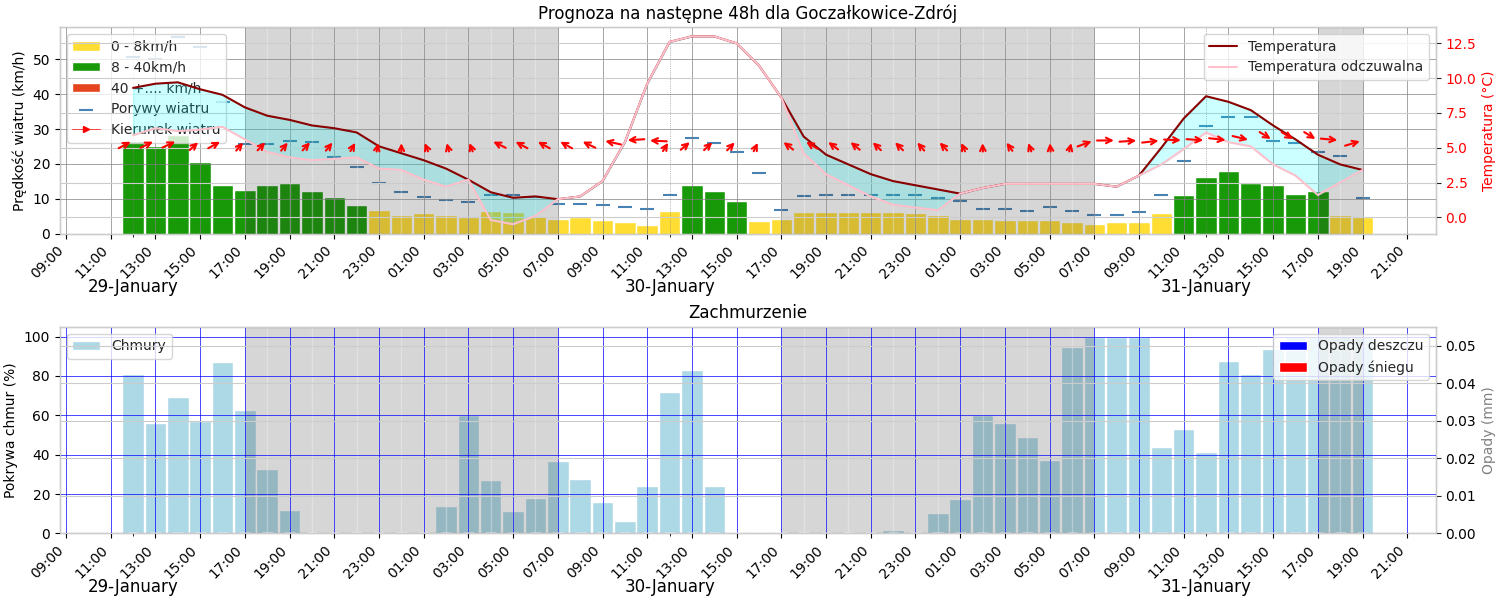 Prognoza na następne 48h dla Goczałkowice-Zdrój
Prędkość wiatru (km/h)
50
40
30
20
10
0
0 - 8km/h
8 - 40km/h
40 +.... km/h
Porywy wiatru
Kierunek wiatru
Temperatura
Temperatura odczuwalna
12.5
10.0
7.5
5.0
2.5
0.0
Temperatura (°C)
09:00 11:00 13:00 15:00 17:00 19:00 21:00 23:00 01:00 03:00 05:00 07:00 09:00 11:00 13:00 15:00 17:00 19:00 21:00 23:00 01:00 03:00 05:00 07:00 09:00 11:00 13:00 15:00 17:00 19:00 21:00
29-January 30-January 31-January
Zachmurzenie
Pokrywa chmur (%)
100
80
60
40
20
0
Chmury
Opady deszczu
Opady śniegu
0.05
0.04
0.03
0.02
0.01
0.00
Opady (mm)
09:00 11:00 13:00 15:00 17:00 19:00 21:00 23:00 01:00 03:00 05:00 07:00 09:00 11:00 13:00 15:00 17:00 19:00 21:00 23:00 01:00 03:00 05:00 07:00 09:00 11:00 13:00 15:00 17:00 19:00 21:00
29-January 30-January 31-January